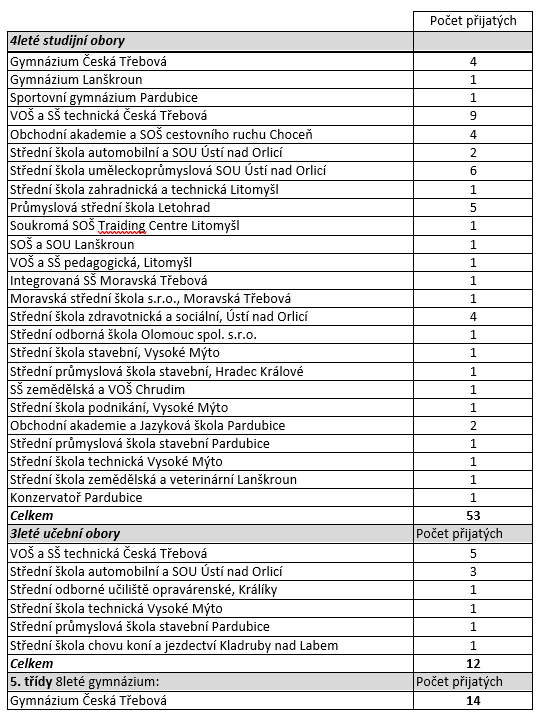 Počet přijatých
4leté studijní obory
Gymnázium Česká Třebová 4
Gymnázium Lanškroun 1
Sportovní gymnázium Pardubice 1
VOŠ a SŠ technická Česká Třebová 9
Obchodní akademie a SOŠ cestovního ruchu Choceň 4
Střední škola automobilní a SOU Ústí nad Orlicí 2
Střední škola uměleckoprůmyslová SOU Ústí nad Orlicí 6
Střední škola zahradnická a technická Litomyšl 1
Průmyslová střední škola Letohrad 5
Soukromá SOŠ Traiding Centre Litomyšl 1
SOŠ a SOU Lanškroun 1
VOŠ a SŠ pedagogická, Litomyšl 1
Integrovaná SŠ Moravská Třebová 1
Moravská střední škola s.r.o., Moravská Třebová 1
Střední škola zdravotnická a sociální, Ústí nad Orlicí 4
Střední odborná škola Olomouc spol. s.r.o. 1
Střední škola stavební, Vysoké Mýto 1
Střední průmyslová škola stavební, Hradec Králové 1
SŠ zemědělská a VOŠ Chrudim 1
Střední škola podnikání, Vysoké Mýto 1
Obchodní akademie a Jazyková škola Pardubice 2
Střední průmyslová škola stavební Pardubice 1
Střední škola technická Vysoké Mýto 1
Střední škola zemědělská a veterinární Lanškroun 1
Konzervatoř Pardubice 1
Celkem 53
3leté učební obory Počet přijatých
VOŠ a SŠ technická Česká Třebová 5
Střední škola automobilní a SOU Ústí nad Orlicí 3
Střední odborné učiliště opravárenské, Králíky 1
Střední škola technická Vysoké Mýto 1
Střední průmyslová škola stavební Pardubice 1
Střední škola chovu koní a jezdectví Kladruby nad Labem 1
Celkem 12
5. třídy 8leté gymnázium: Počet přijatých
Gymnázium Česká Třebová 14